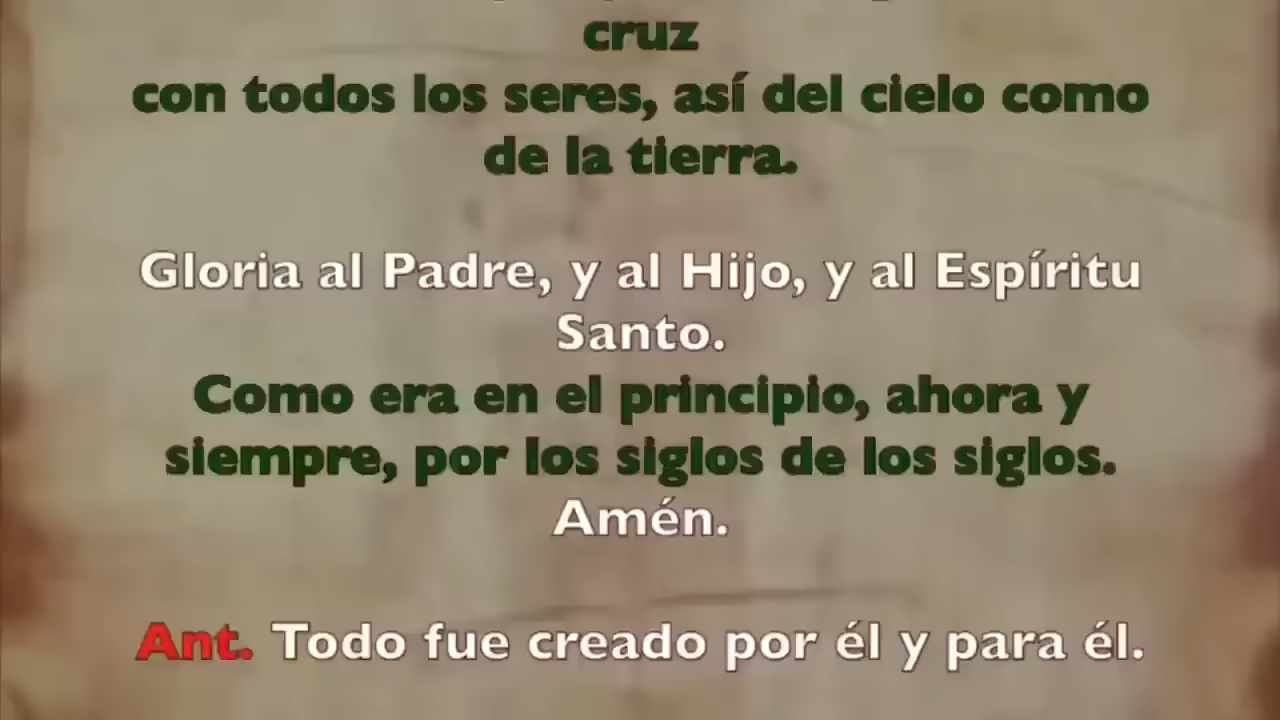 cruz
con todos los seres, así del cielo como
de la tierra.
Gloria al Padre, y al Hijo, y al Espíritu
Santo.
Como era en el principio, ahora y
siempre, por los siglos de los siglos.
Amén.
Ant. Todo fue creado por él y para él.